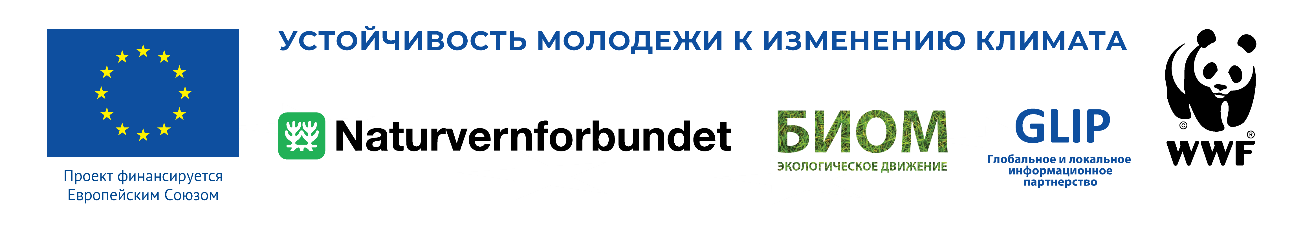 УСТОЙЧИВОСТЬ МОЛОДЕЖИ К ИЗМЕНЕНИЮ КЛИМАТА
Проект финансируется
Европейским Союзом
Naturvernforbundet
БИОМ
ЭКОЛОГИЧЕСКОЕ ДВИЖЕНИЕ
GLIP
Глобальное и локальное
информационное
партнерство
©
®
WWF